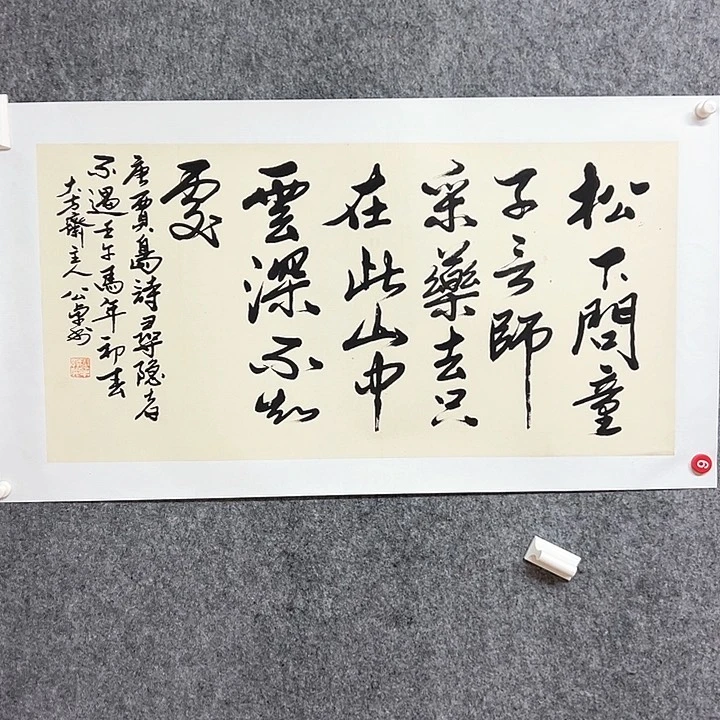 松下問童
子言師
采藥去只
在此山中
雲深不知
處
唐賈島詩尋隐者
不遇壬午馬年初春
大方齋主人